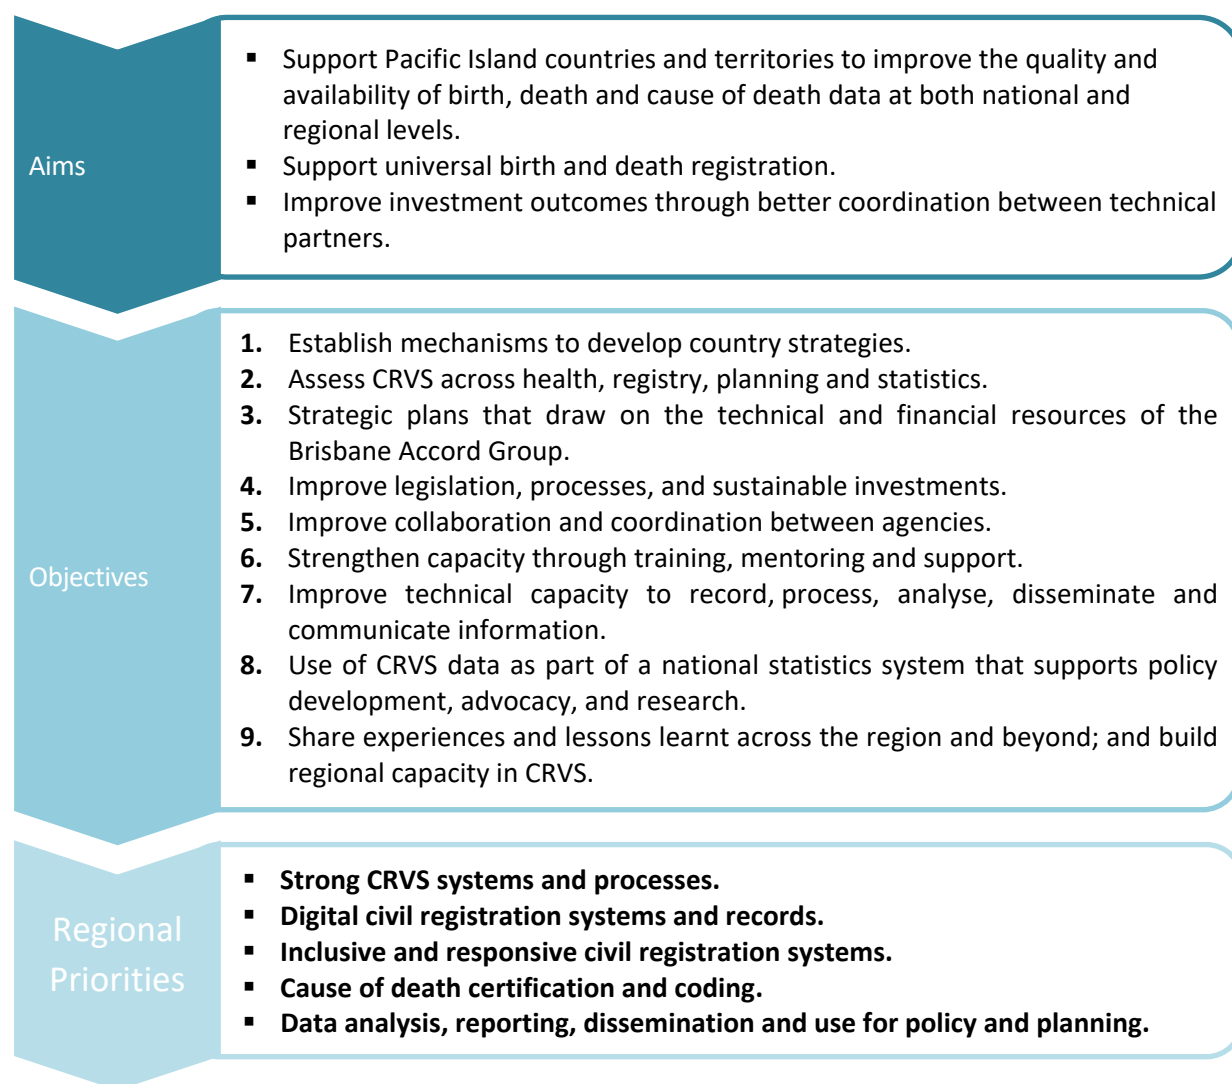 Aims
▪ Support Pacific Island countries and territories to improve the quality and
availability of birth, death and cause of death data at both national and
regional levels.
▪ Support universal birth and death registration.
▪ Improve investment outcomes through better coordination between technical
partners.
Objectives
1. Establish mechanisms to develop country strategies.
2. Assess CRVS across health, registry, planning and statistics.
3. Strategic plans that draw on the technical and financial resources of the
Brisbane Accord Group.
4. Improve legislation, processes, and sustainable investments.
5. Improve collaboration and coordination between agencies.
6. Strengthen capacity through training, mentoring and support.
7. Improve technical capacity to record, process, analyse, disseminate and
communicate information.
8. Use of CRVS data as part of a national statistics system that supports policy
development, advocacy, and research.
9. Share experiences and lessons learnt across the region and beyond; and build
regional capacity in CRVS.
Regional
Priorities
▪ Strong CRVS systems and processes.
▪ Digital civil registration systems and records.
▪ Inclusive and responsive civil registration systems.
▪ Cause of death certification and coding.
▪ Data analysis, reporting, dissemination and use for policy and planning.